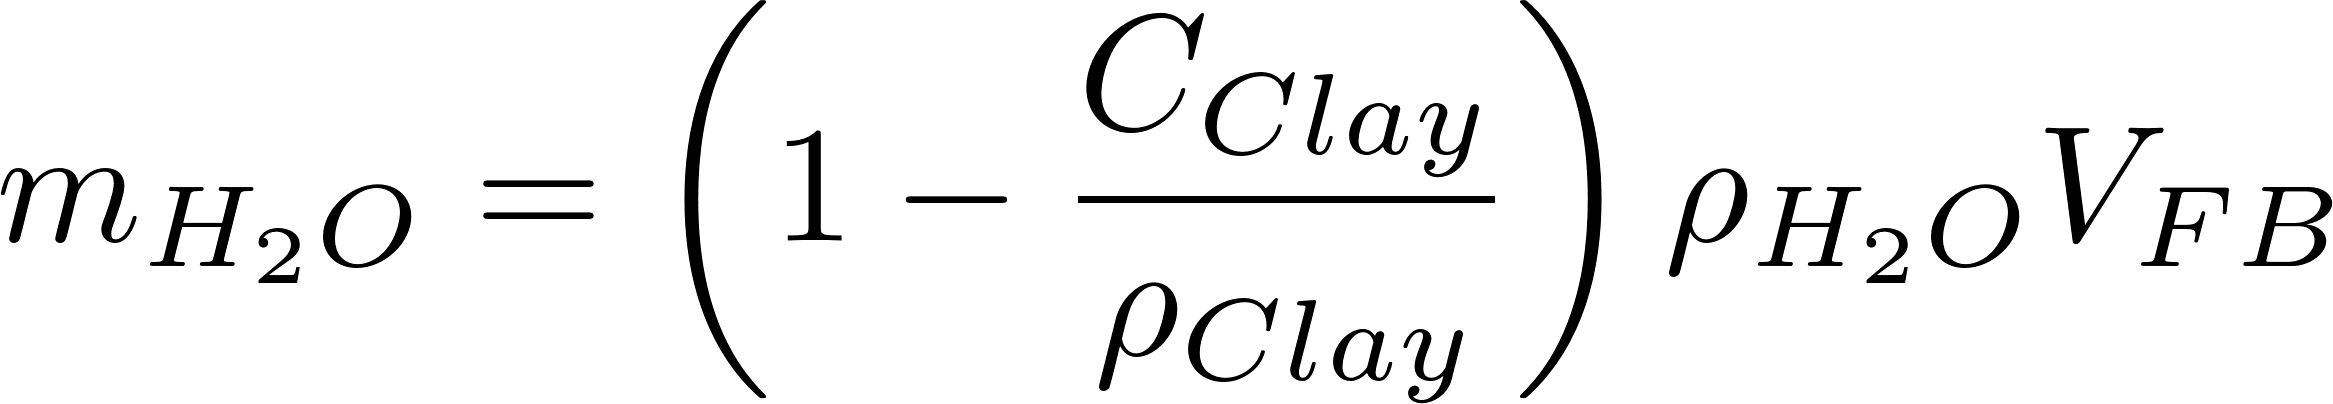 m_{H_2O} = \left(1 - \frac{C_{Clay}}{\rho_{Clay}}\right) \rho_{H_2O} V_{FB}